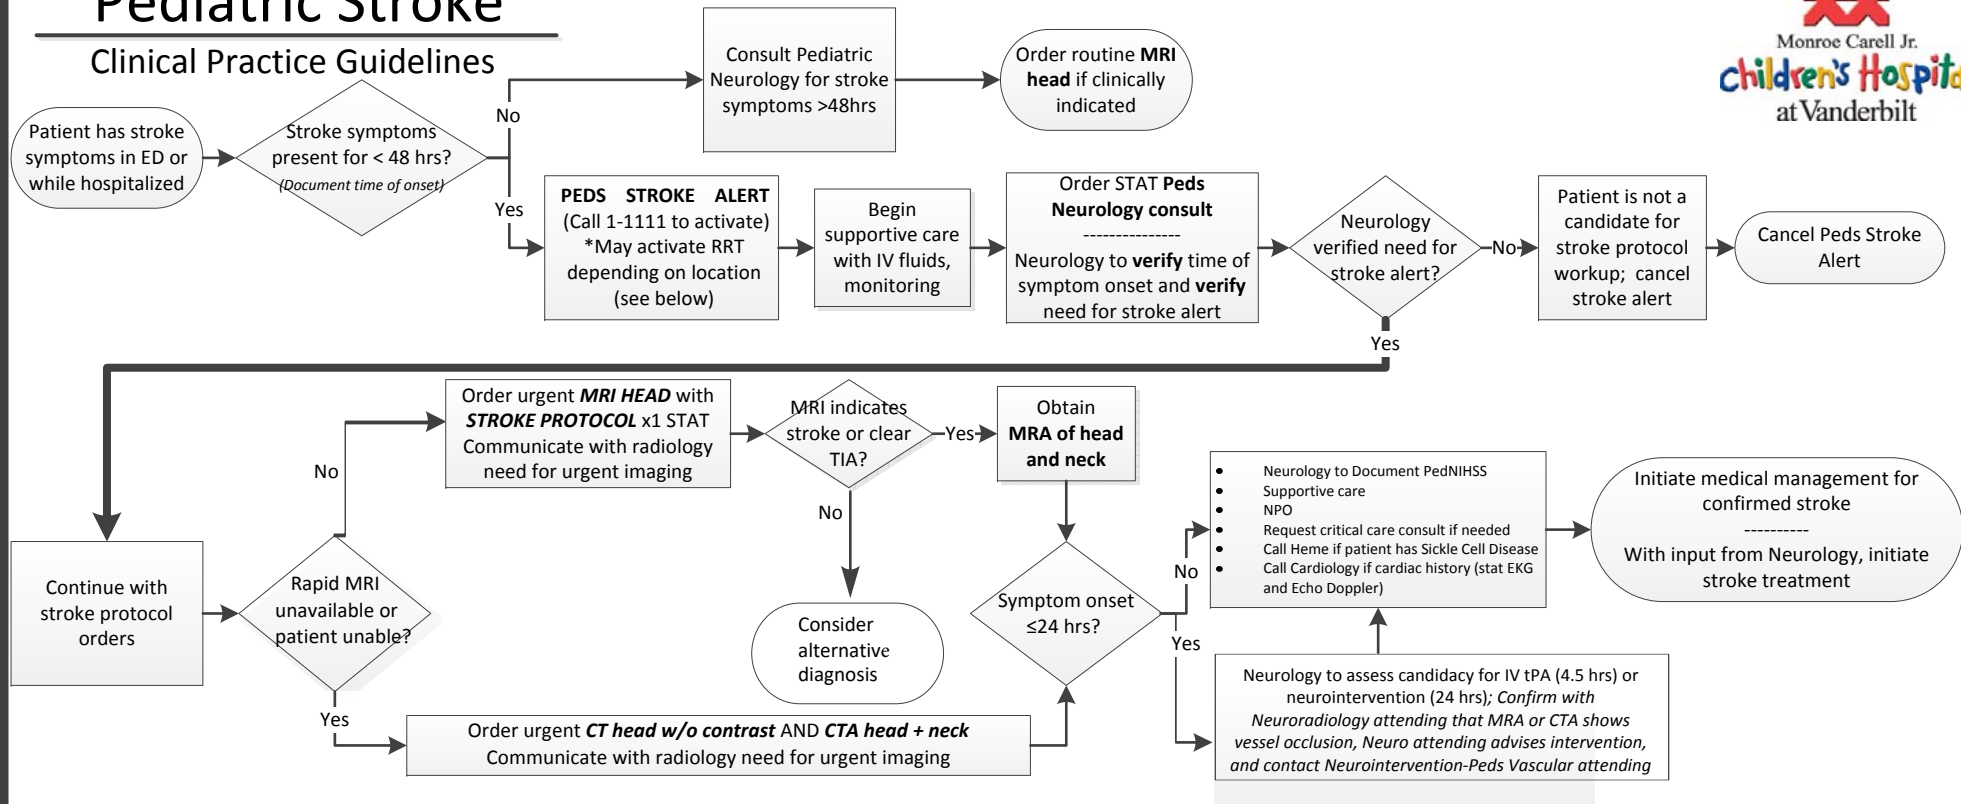 Pediatric Stroke
Clinical Practice Guidelines
Monroe Carell Jr.
Children's Hospital
at Vanderbilt
Patient has stroke
symptoms in ED or
while hospitalized
Stroke symptoms
present for < 48 hrs?
(Document time of onset)
No
Consult Pediatric
Neurology for stroke
symptoms >48hrs
Order routine MRI
head if clinically
indicated
Yes
PEDS STROKE ALERT
(Call 1-1111 to activate)
*May activate RRT
depending on location
(see below)
Begin
supportive care
with IV fluids,
monitoring
Order STAT Peds
Neurology consult
---------------
Neurology to verify time of
symptom onset and verify
need for stroke alert
Neurology
verified need for
stroke alert?
No
Patient is not a
candidate for
stroke protocol
workup; cancel
stroke alert
Cancel Peds Stroke
Alert
Yes
Continue with
stroke protocol
orders
Rapid MRI
unavailable or
patient unable?
No
Order urgent MRI HEAD with
STROKE PROTOCOL x1 STAT
Communicate with radiology
need for urgent imaging
MRI indicates
stroke or clear
TIA?
Yes
Obtain
MRA of head
and neck
No
Consider
alternative
diagnosis
Yes
Order urgent CT head w/o contrast AND CTA head + neck
Communicate with radiology need for urgent imaging
Symptom onset
≤24 hrs?
No
• Neurology to Document PedNIHSS
• Supportive care
• NPO
• Request critical care consult if needed
• Call Heme if patient has Sickle Cell Disease
• Call Cardiology if cardiac history (stat EKG
and Echo Doppler)
Yes
Neurology to assess candidacy for IV tPA (4.5 hrs) or
neurointervention (24 hrs); Confirm with
Neuroradiology attending that MRA or CTA shows
vessel occlusion, Neuro attending advises intervention,
and contact Neurointervention-Peds Vascular attending
Initiate medical management for
confirmed stroke
----------
With input from Neurology, initiate
stroke treatment